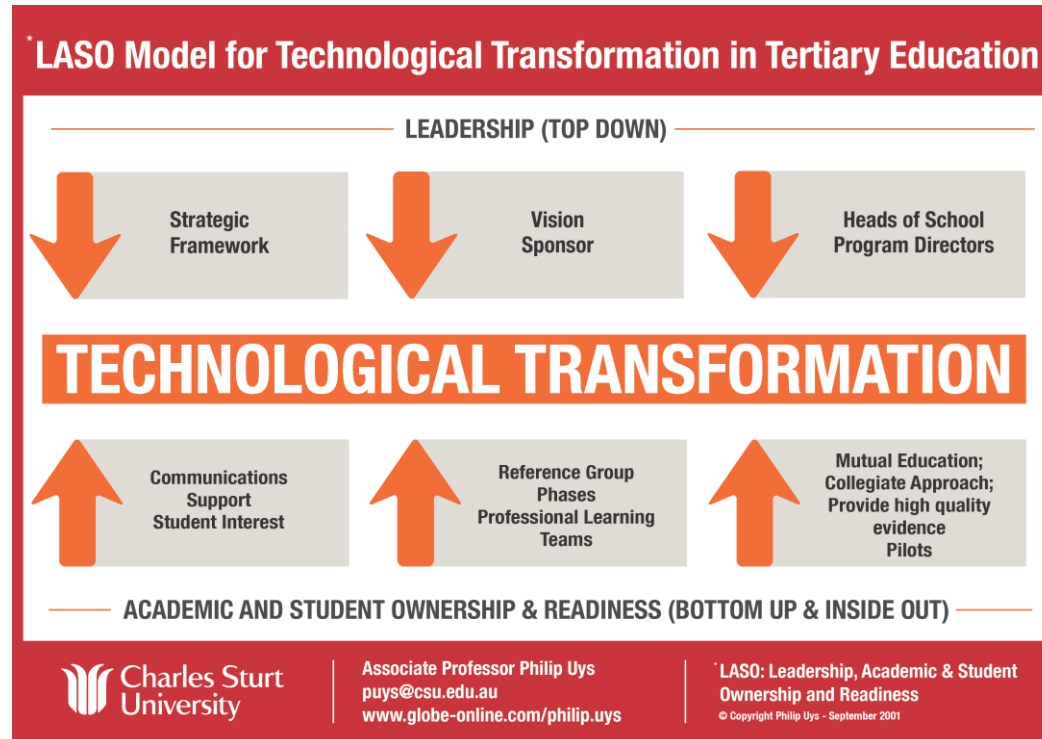 *LASO Model for Technological Transformation in Tertiary Education
LEADERSHIP (TOP DOWN)
Strategic
Framework
Vision
Sponsor
Heads of School
Program Directors
TECHNOLOGICAL TRANSFORMATION
Communications
Support
Student Interest
Reference Group
Phases
Professional Learning
Teams
Mutual Education;
Collegiate Approach;
Provide high quality
evidence
Pilots
ACADEMIC AND STUDENT OWNERSHIP & READINESS (BOTTOM UP & INSIDE OUT)
Charles Sturt
University
Associate Professor Philip Uys
puys@csu.edu.au
www.globe-online.com/philip.uys
*LASO: Leadership, Academic & Student
Ownership and Readiness
© Copyright Philip Uys - September 2001